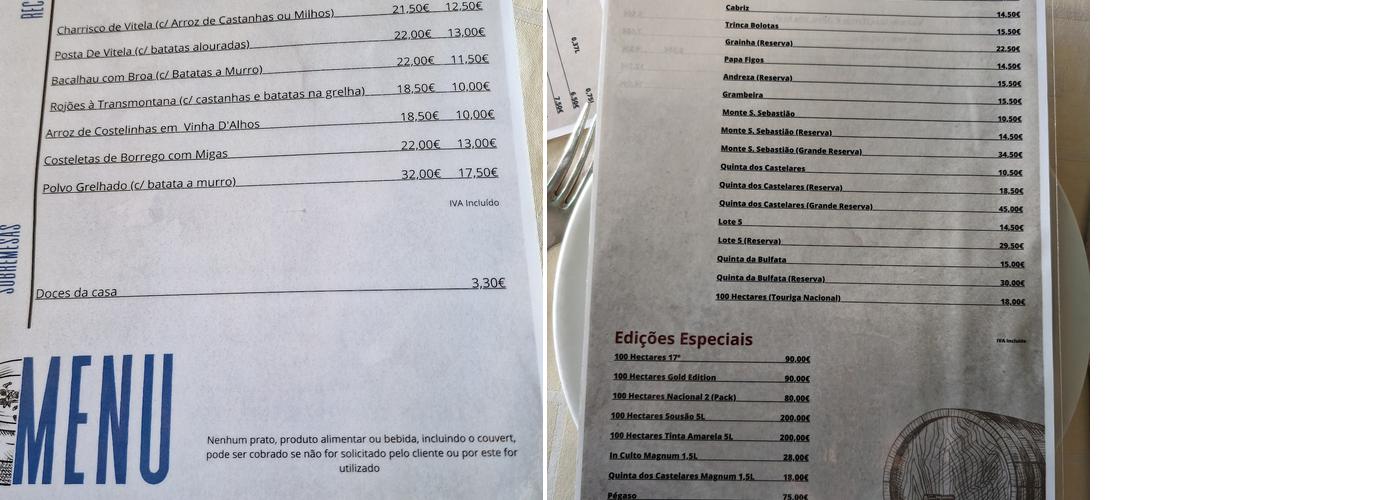 REC
Charrisco de Vitela (c/ Arroz de Castanhas ou Milhos) 21,50€ 12,50€
Posta De Vitela (c/ batatas alouradas) 22,00€ 13,00€
Bacalhau com Broa (c/ Batatas a Murro) 22,00€ 11,50€
Rojões à Transmontana (c/ castanhas e batatas na grelha) 18,50€ 10,00€
Arroz de Costelinhas em Vinha D'Alhos 18,50€ 10,00€
Costeletas de Borrego com Migas 22,00€ 13,00€
Polvo Grelhado (c/ batata a murro) 32,00€ 17,50€
IVA Incluído
SOBREMESAS
Doces da casa 3,30€
MENU
Nenhum prato, produto alimentar ou bebida, incluindo o couvert,
pode ser cobrado se não for solicitado pelo cliente ou por este for
utilizado
0,37L
0,75l
6,50€
7,50€
Cabriz 14,50€
Trinca Bolotas 15,50€
Grainha (Reserva) 22,50€
Papa Figos 14,50€
Andreza (Reserva) 15,50€
Grambeira 15,50€
Monte S. Sebastião 10,50€
Monte S. Sebastião (Reserva) 14,50€
Monte S. Sebastião (Grande Reserva) 34,50€
Quinta dos Castelares 10,50€
Quinta dos Castelares (Reserva) 18,50€
Quinta dos Castelares (Grande Reserva) 45,00€
Lote 5 14,50€
Lote 5 (Reserva) 29,50€
Quinta da Bulfata 15,00€
Quinta da Bulfata (Reserva) 30,00€
100 Hectares (Touriga Nacional) 18,00€
IVA Incluído
Edições Especiais
100 Hectares 17º 90,00€
100 Hectares Gold Edition 90,00€
100 Hectares Nacional 2 (Pack) 80,00€
100 Hectares Sousão 5L 200,00€
100 Hectares Tinta Amarela 5L 200,00€
In Culto Magnum 1,5L 28,00€
Quinta dos Castelares Magnum 1,5L 18,00€
Pégaso 75,00€